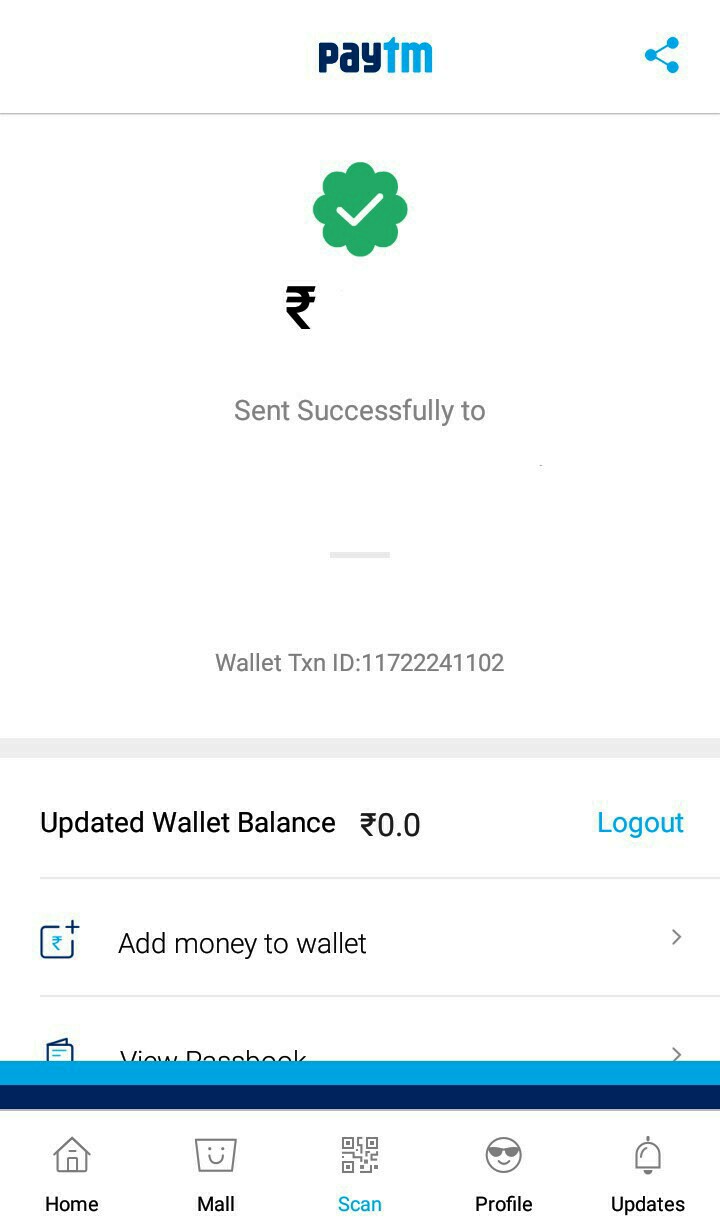 paytm
₹
Sent Successfully to
Wallet Txn ID:11722241102
Updated Wallet Balance ₹0.0 Logout
₹
Add money to wallet
View Passbook
Home Mall Scan Profile Updates